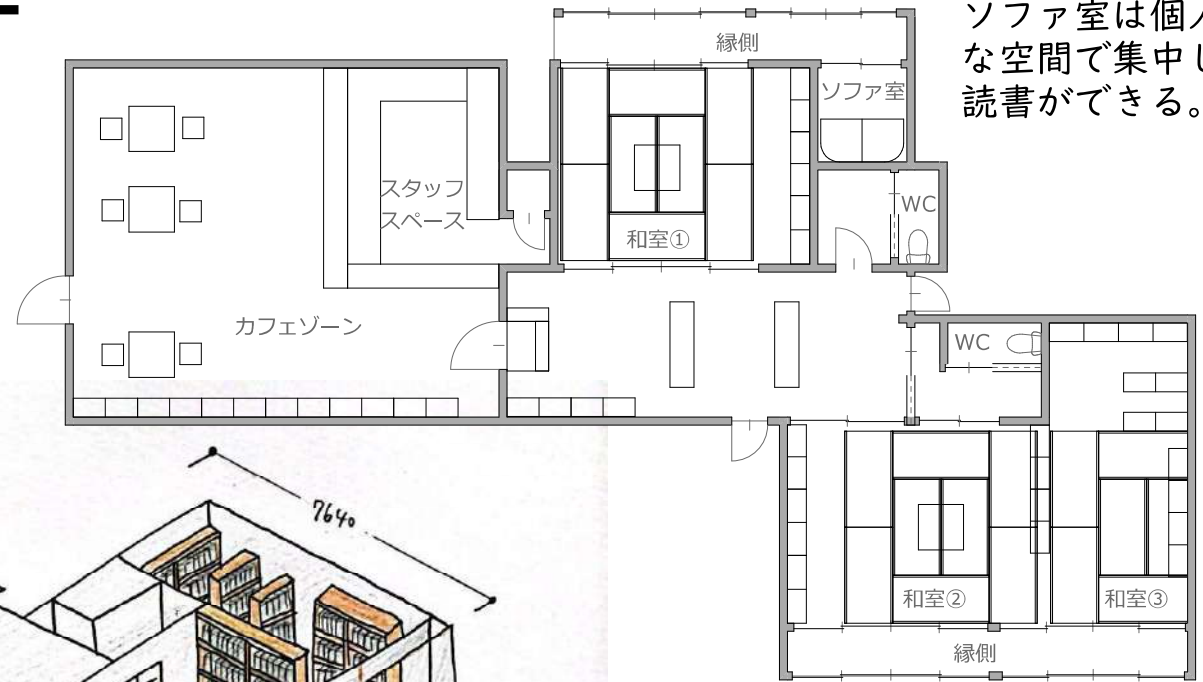 ソファ室は個人
な空間で集中し
読書ができる。
縁側
ソファ室
スタッフ
スペース
WC
和室①
カフェゾーン
WC
7640
和室②
和室③
縁側